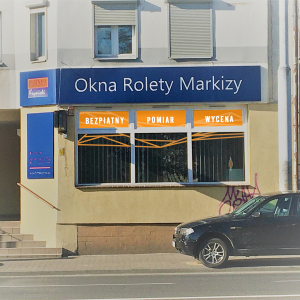 Okna Rolety Markizy
BEZPŁATNY POMIAR WYCENA